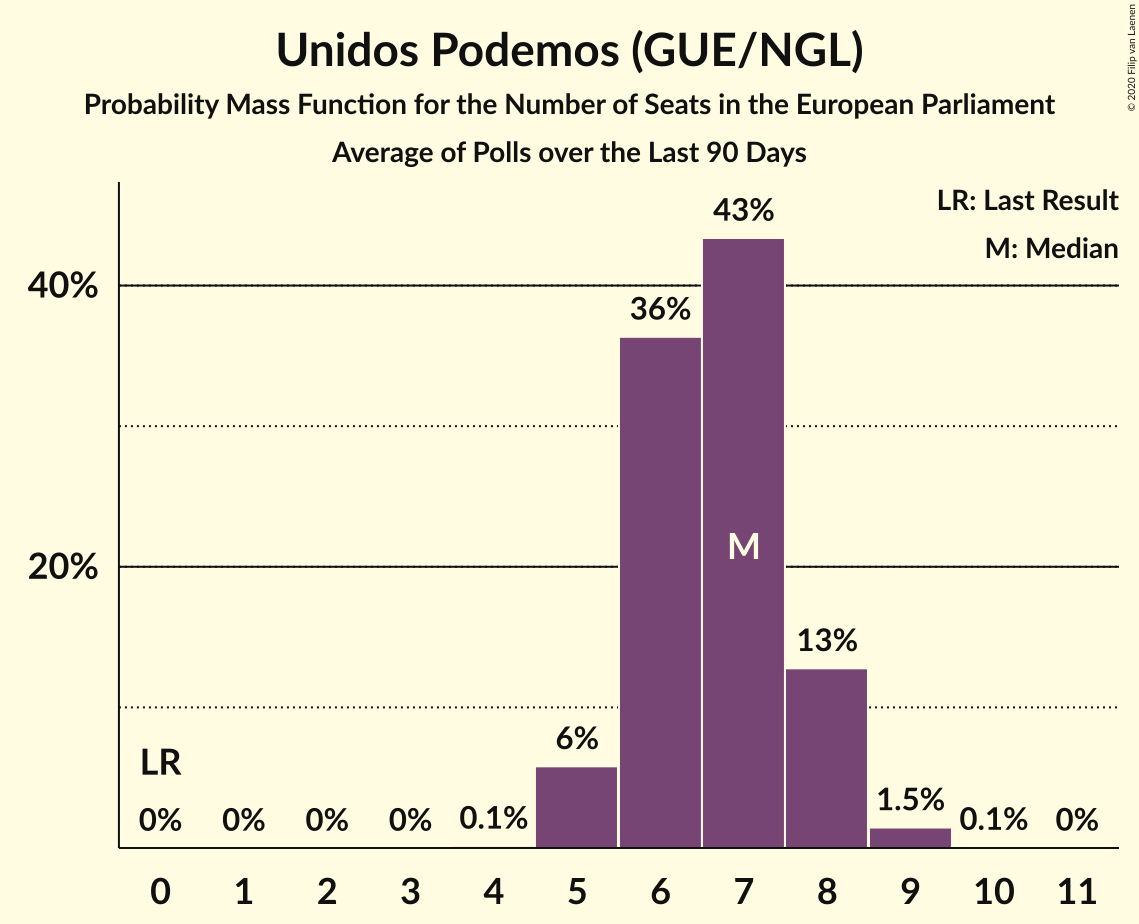 Unidos Podemos (GUE/NGL)
Probability Mass Function for the Number of Seats in the European Parliament
Average of Polls over the Last 90 Days
© 2020 Filip van Laenen
LR: Last Result
M: Median
43%
40%
36%
M
20%
13%
6%
LR
1.5%
0% 0% 0% 0% 0.1% 0.1% 0%
0 1 2 3 4 5 6 7 8 9 10 11